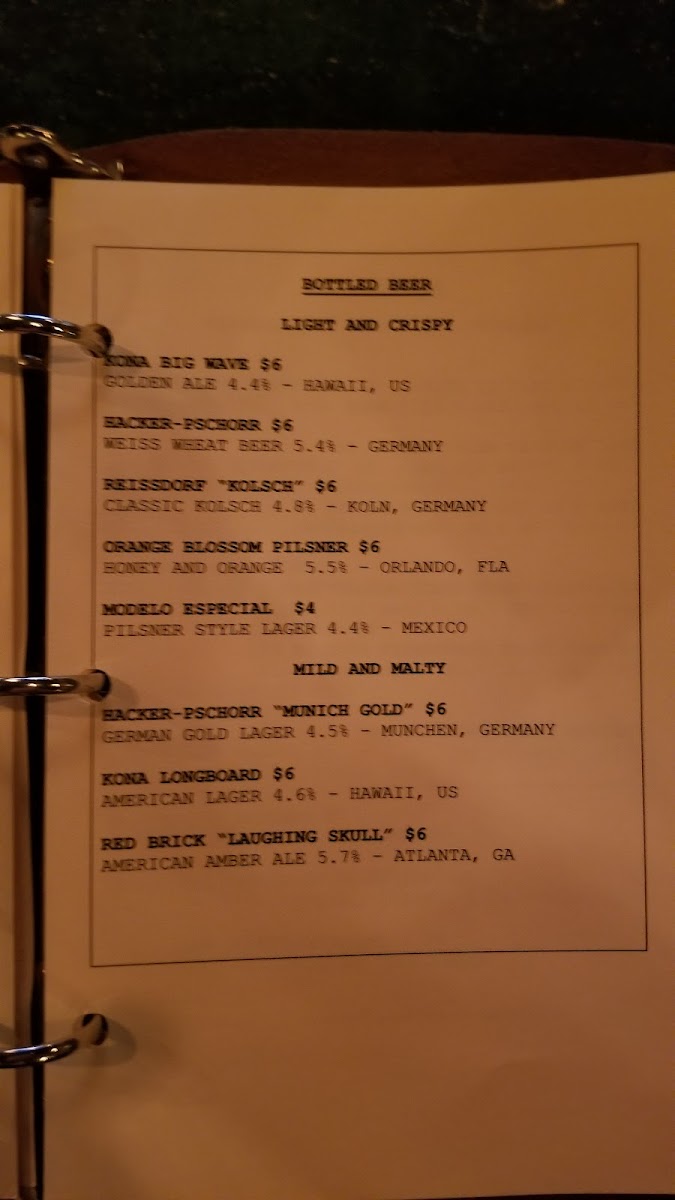 BOTTLED BEER
LIGHT AND CRISPY
KONA BIG WAVE $6
GOLDEN ALE 4.4% - HAWAII, US
HACKER-PSCHORR $6
WEISS WHEAT BEER 5.4% - GERMANY
REISSDORF "KOLSCH" $6
CLASSIC KOLSCH 4.8% - KOLN, GERMANY
ORANGE BLOSSOM PILSNER $6
HONEY AND ORANGE  5.5% - ORLANDO, FLA
MODELO ESPECIAL  $4
PILSNER STYLE LAGER 4.4% - MEXICO
MILD AND MALTY
HACKER-PSCHORR "MUNICH GOLD" $6
GERMAN GOLD LAGER 4.5% - MUNCHEN, GERMANY
KONA LONGBOARD $6
AMERICAN LAGER 4.6% - HAWAII, US
RED BRICK "LAUGHING SKULL" $6
AMERICAN AMBER ALE 5.7% - ATLANTA, GA